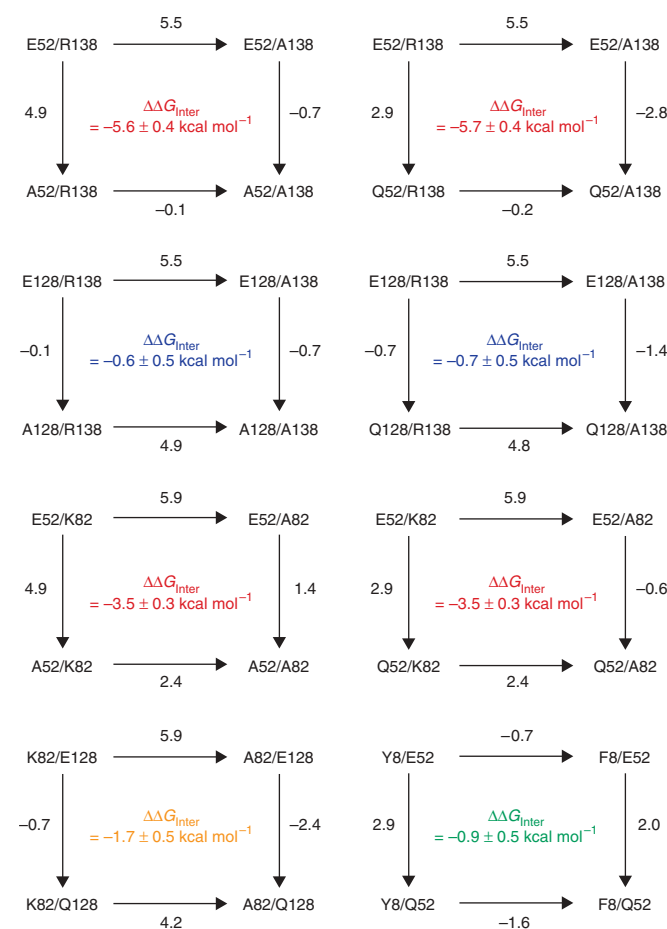 5.5
E52/R138 E52/A138
4.9 ΔΔG_Inter –0.7
= –5.6 ± 0.4 kcal mol⁻¹
A52/R138 A52/A138
–0.1
5.5
E52/R138 E52/A138
2.9 ΔΔG_Inter –2.8
= –5.7 ± 0.4 kcal mol⁻¹
Q52/R138 Q52/A138
–0.2
5.5
E128/R138 E128/A138
–0.1 ΔΔG_Inter –0.7
= –0.6 ± 0.5 kcal mol⁻¹
A128/R138 A128/A138
4.9
5.5
E128/R138 E128/A138
–0.7 ΔΔG_Inter –1.4
= –0.7 ± 0.5 kcal mol⁻¹
Q128/R138 Q128/A138
4.8
5.9
E52/K82 E52/A82
4.9 ΔΔG_Inter 1.4
= –3.5 ± 0.3 kcal mol⁻¹
A52/K82 A52/A82
2.4
5.9
E52/K82 E52/A82
2.9 ΔΔG_Inter –0.6
= –3.5 ± 0.3 kcal mol⁻¹
Q52/K82 Q52/A82
2.4
5.9
K82/E128 A82/E128
–0.7 ΔΔG_Inter –2.4
= –1.7 ± 0.5 kcal mol⁻¹
K82/Q128 A82/Q128
4.2
–0.7
Y8/E52 F8/E52
2.9 ΔΔG_Inter 2.0
= –0.9 ± 0.5 kcal mol⁻¹
Y8/Q52 F8/Q52
–1.6